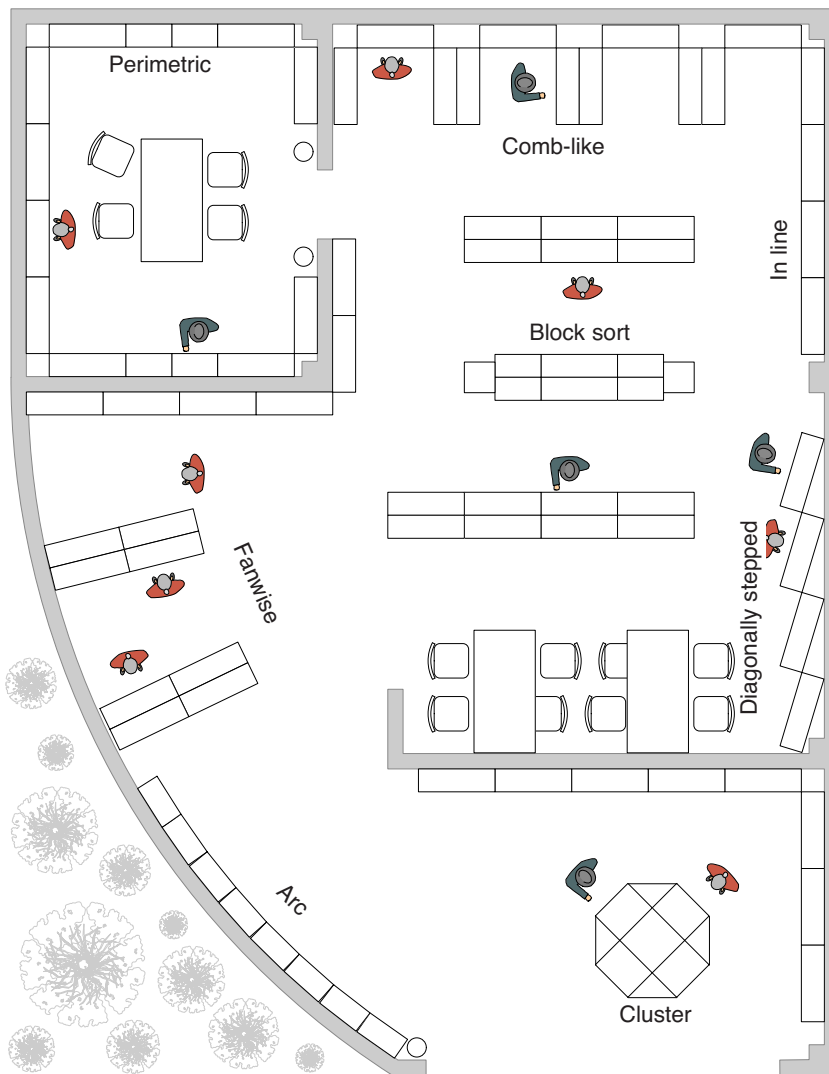 Perimetric
Comb-like
In line
Block sort
Fanwise
Diagonally stepped
Arc
Cluster